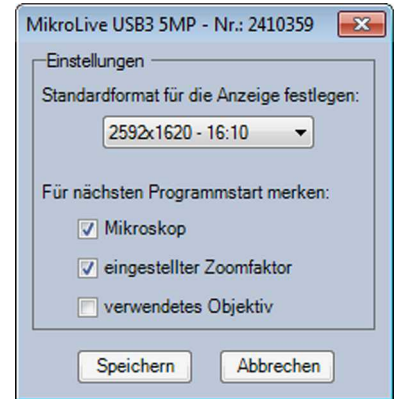 MikroLive USB3 5MP - Nr.: 2410359
Einstellungen
Standardformat für die Anzeige festlegen:
2592x1620 - 16:10
Für nächsten Programmstart merken:
Mikroskop
eingestellter Zoomfaktor
verwendetes Objektiv
Speichern
Abbrechen